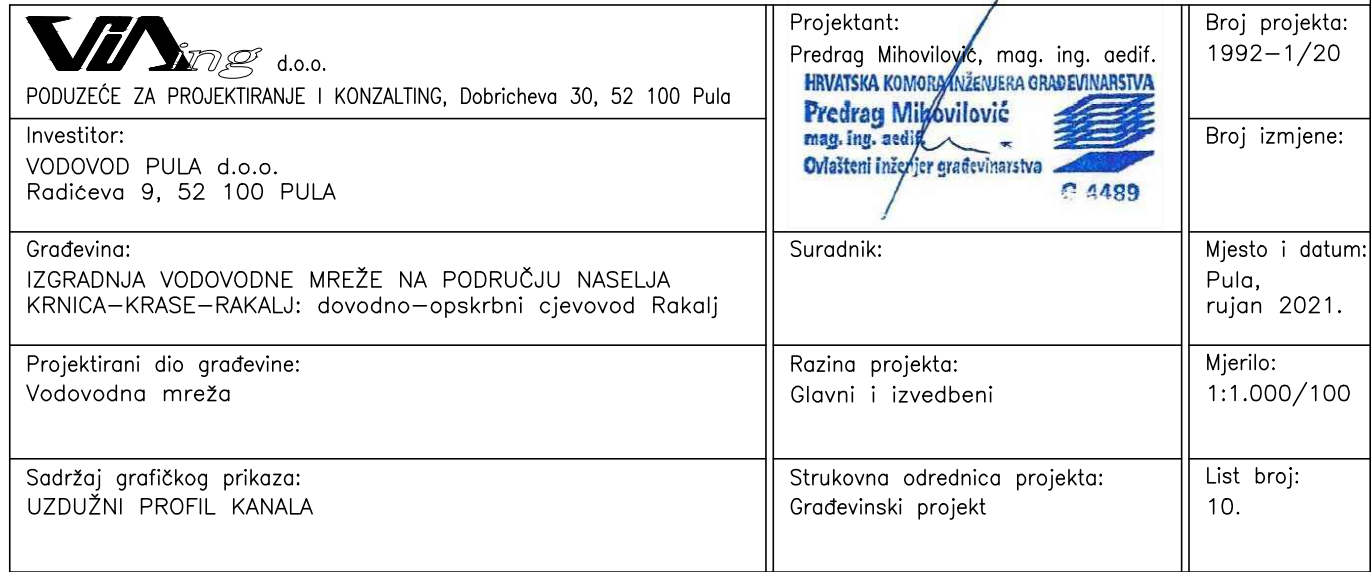 VIAing d.o.o.
PODUZEĆE ZA PROJEKTIRANJE I KONZALTING, Dobricheva 30, 52 100 Pula
Investitor:
VODOVOD PULA d.o.o.
Radićeva 9, 52 100 PULA
Građevina:
IZGRADNJA VODOVODNE MREŽE NA PODRUČJU NASELJA
KRNICA–KRASE–RAKALJ: dovodno–opskrbni cjevovod Rakalj
Projektirani dio građevine:
Vodovodna mreža
Sadržaj grafičkog prikaza:
UZDUŽNI PROFIL KANALA
Projektant:
Predrag Mihovilović, mag. ing. aedif.
HRVATSKA KOMORA INŽENJERA GRAĐEVINARSTVA
Predrag Mihovilović
mag. ing. aedif.
Ovlašteni inženjer građevinarstva
G 4489
Suradnik:
Razina projekta:
Glavni i izvedbeni
Strukovna odrednica projekta:
Građevinski projekt
Broj projekta:
1992–1/20
Broj izmjene:
Mjesto i datum:
Pula,
rujan 2021.
Mjerilo:
1:1.000/100
List broj:
10.